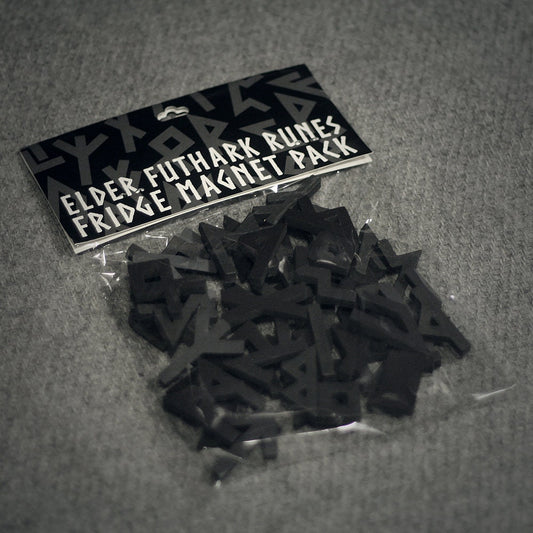 ELDER FUTHARK RUNES
FRIDGE MAGNET PACK